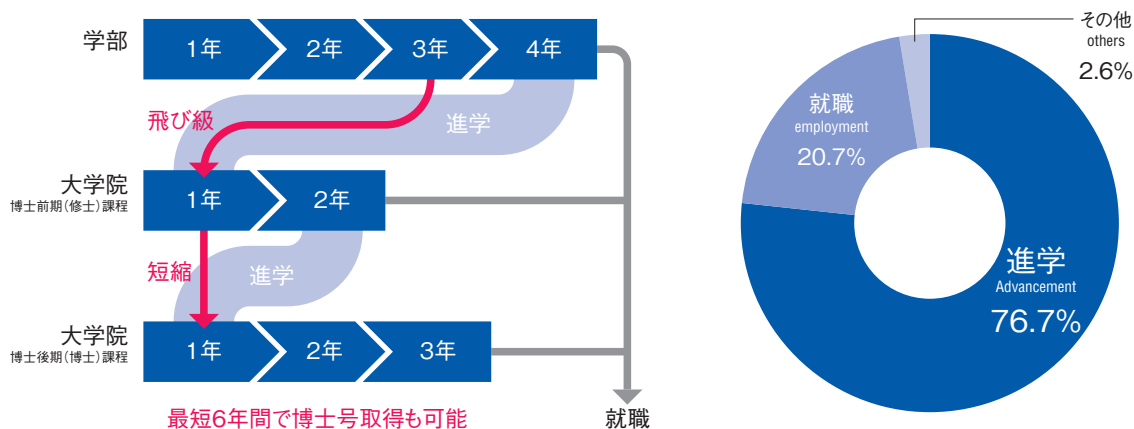 学部
1年
2年
3年
4年
飛び級
進学
大学院
博士前期（修士）課程
1年
2年
短縮
進学
大学院
博士後期（博士）課程
1年
2年
3年
最短6年間で博士号取得も可能
就職
その他
others
2.6%
就職
employment
20.7%
進学
Advancement
76.7%